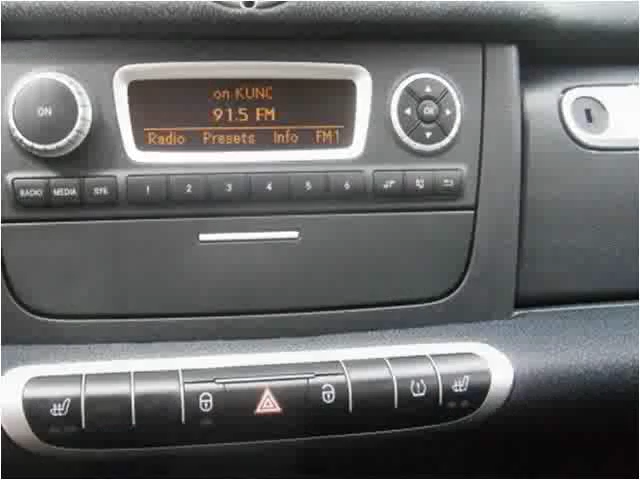 on KUNC
ON
91.5 FM
OK
Radio Presets Info FM1
RADIO MEDIA SYS 1 2 3 4 5 6